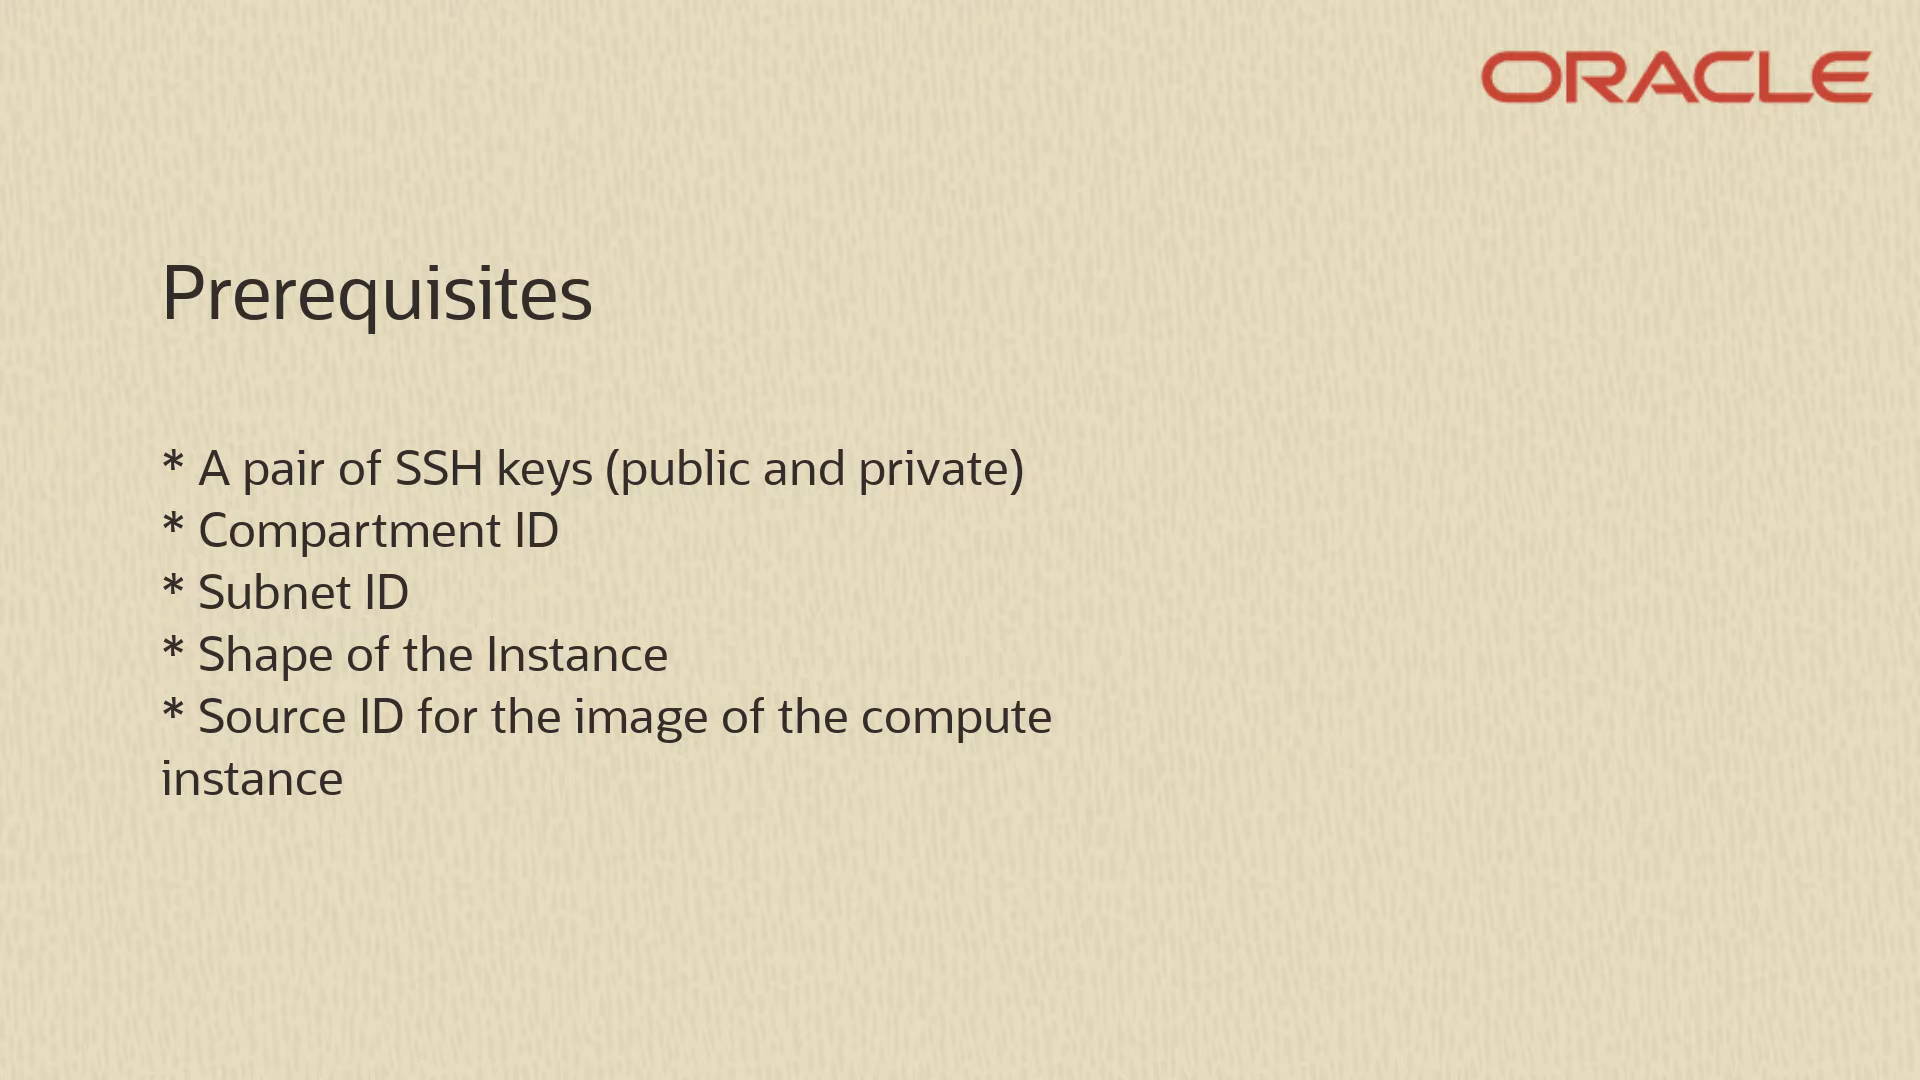 ORACLE
Prerequisites
* A pair of SSH keys (public and private)
* Compartment ID
* Subnet ID
* Shape of the Instance
* Source ID for the image of the compute
instance